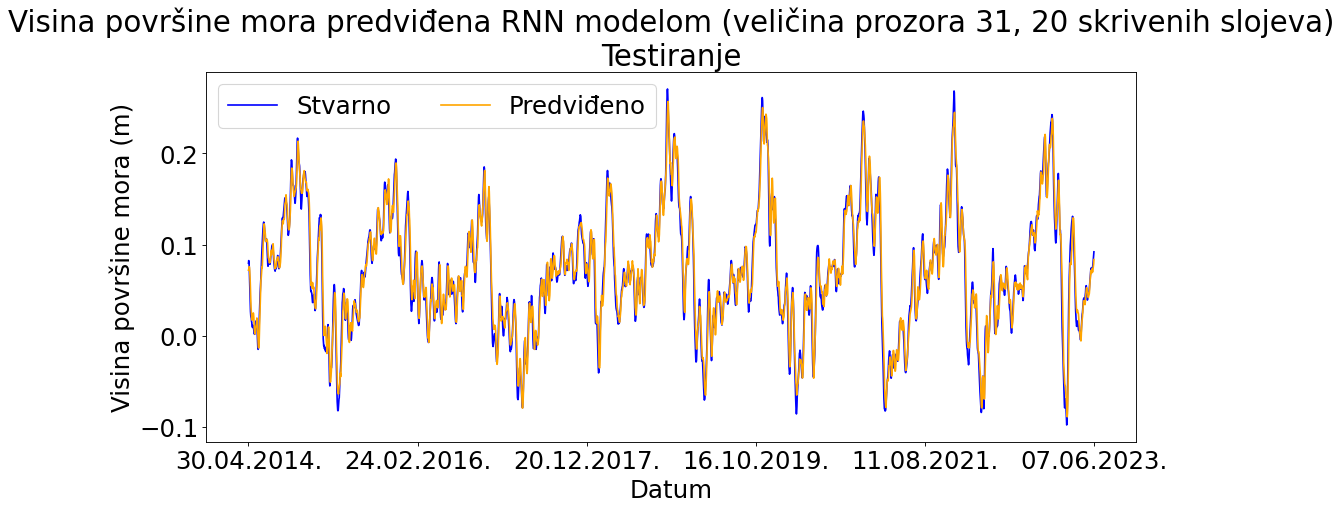 Visina površine mora predviđena RNN modelom (veličina prozora 31, 20 skrivenih slojeva)
Testiranje
Stvarno
Predviđeno
Visina površine mora (m)
0.2
0.1
0.0
−0.1
30.04.2014. 24.02.2016. 20.12.2017. 16.10.2019. 11.08.2021. 07.06.2023.
Datum